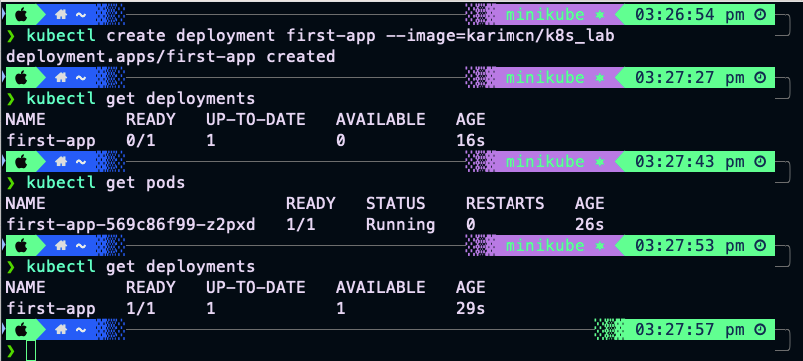 ~ minikube 03:26:54 pm
❯ kubectl create deployment first-app --image=karimcn/k8s_lab
deployment.apps/first-app created
~ minikube 03:27:27 pm
❯ kubectl get deployments
NAME READY UP-TO-DATE AVAILABLE AGE
first-app 0/1 1 0 16s
~ minikube 03:27:43 pm
❯ kubectl get pods
NAME READY STATUS RESTARTS AGE
first-app-569c86f99-z2pxd 1/1 Running 0 26s
~ minikube 03:27:53 pm
❯ kubectl get deployments
NAME READY UP-TO-DATE AVAILABLE AGE
first-app 1/1 1 1 29s
~ 03:27:57 pm
❯